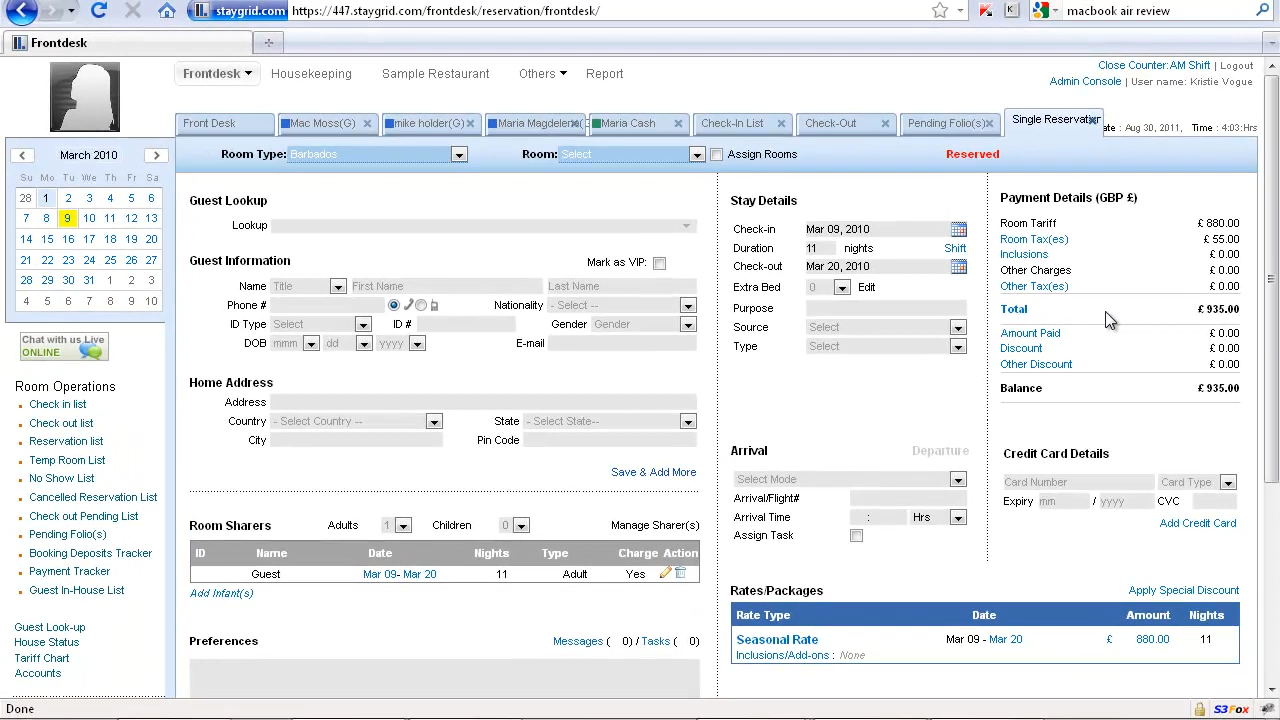 staygrid.com https://447.staygrid.com/frontdesk/reservation/frontdesk/ K macbook air review
Frontdesk
Frontdesk Housekeeping Sample Restaurant Others Report
Close Counter:AM Shift | Logout
Admin Console | User name: Kristie Vogue
Front Desk Mac Moss(G) mike holder(G) Maria Magdelen Maria Cash Check-In List Check-Out Pending Folio(s) Single Reservation
Aug 30, 2011, Time : 4:03:Hrs
March 2010
Su Mo Tu We Th Fr Sa
28 1 2 3 4 5 6
7 8 9 10 11 12 13
14 15 16 17 18 19 20
21 22 23 24 25 26 27
28 29 30 31 1 2 3
4 5 6 7 8 9 10
Chat with us Live
ONLINE
Room Operations
Check in list
Check out list
Reservation list
Temp Room List
No Show List
Cancelled Reservation List
Check out Pending List
Pending Folio(s)
Booking Deposits Tracker
Payment Tracker
Guest In-House List
Guest Look-up
House Status
Tariff Chart
Accounts
Room Type: Barbados Room: Select Assign Rooms Reserved
Guest Lookup
Lookup
Guest Information Mark as VIP:
Name Title First Name Last Name
Phone # Nationality - Select --
ID Type Select ID # Gender Gender
DOB mmm dd yyyy E-mail
Home Address
Address
Country - Select Country -- State - Select State--
City Pin Code
Save & Add More
Room Sharers Adults 1 Children 0 Manage Sharer(s)
ID Name Date Nights Type Charge Action
Guest Mar 09- Mar 20 11 Adult Yes
Add Infant(s)
Preferences Messages ( 0) / Tasks ( 0)
Stay Details
Check-in Mar 09, 2010
Duration 11 nights Shift
Check-out Mar 20, 2010
Extra Bed 0 Edit
Purpose
Source Select
Type Select
Arrival Departure
Select Mode
Arrival/Flight#
Arrival Time : Hrs
Assign Task
Payment Details (GBP £)
Room Tariff £ 880.00
Room Tax(es) £ 55.00
Inclusions £ 0.00
Other Charges £ 0.00
Other Tax(es) £ 0.00
Total £ 935.00
Amount Paid £ 0.00
Discount £ 0.00
Other Discount £ 0.00
Balance £ 935.00
Credit Card Details
Card Number Card Type
Expiry mm / yyyy CVC
Add Credit Card
Rates/Packages Apply Special Discount
Rate Type Date Amount Nights
Seasonal Rate Mar 09 - Mar 20 £ 880.00 11
Inclusions/Add-ons : None
Done S3Fox